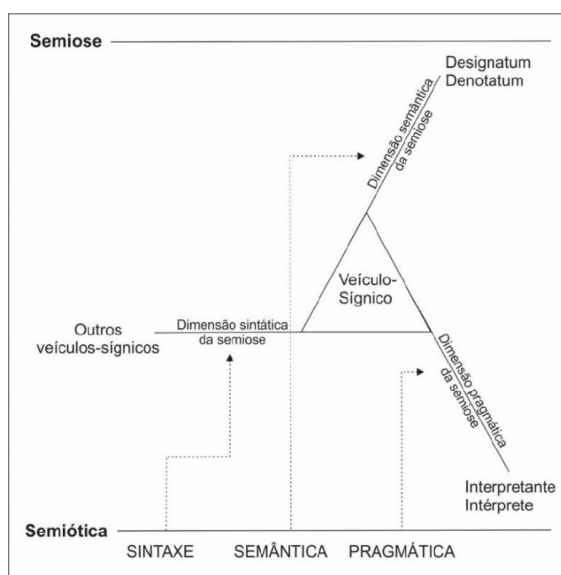 Semiose
Designatum
Denotatum
Dimensão semântica
da semiose
Veículo-
Sígnico
Outros
veículos-sígnicos
Dimensão sintática
da semiose
Dimensão pragmática
da semiose
Interpretante
Intérprete
Semiótica
SINTAXE SEMÂNTICA PRAGMÁTICA